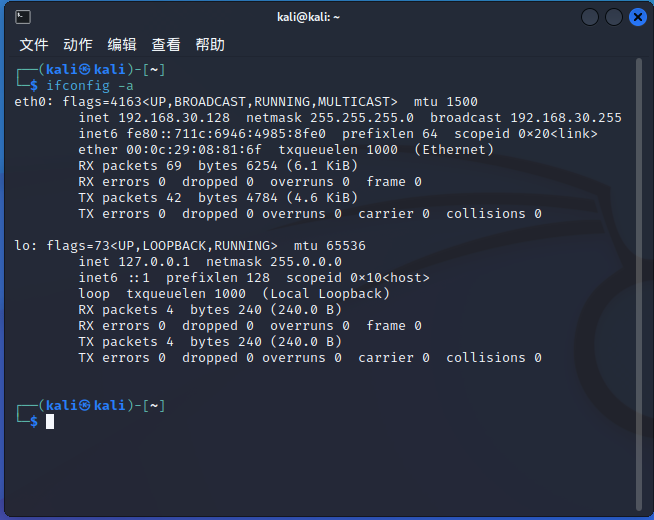 kali@kali: ~
文件 动作 编辑 查看 帮助
┌──(kali㉿kali)-[~]
└─$ ifconfig -a
eth0: flags=4163<UP,BROADCAST,RUNNING,MULTICAST>  mtu 1500
        inet 192.168.30.128  netmask 255.255.255.0  broadcast 192.168.30.255
        inet6 fe80::711c:6946:4985:8fe0  prefixlen 64  scopeid 0×20<link>
        ether 00:0c:29:08:81:6f  txqueuelen 1000  (Ethernet)
        RX packets 69  bytes 6254 (6.1 KiB)
        RX errors 0  dropped 0  overruns 0  frame 0
        TX packets 42  bytes 4784 (4.6 KiB)
        TX errors 0  dropped 0 overruns 0  carrier 0  collisions 0
lo: flags=73<UP,LOOPBACK,RUNNING>  mtu 65536
        inet 127.0.0.1  netmask 255.0.0.0
        inet6 ::1  prefixlen 128  scopeid 0×10<host>
        loop  txqueuelen 1000  (Local Loopback)
        RX packets 4  bytes 240 (240.0 B)
        RX errors 0  dropped 0  overruns 0  frame 0
        TX packets 4  bytes 240 (240.0 B)
        TX errors 0  dropped 0 overruns 0  carrier 0  collisions 0
┌──(kali㉿kali)-[~]
└─$